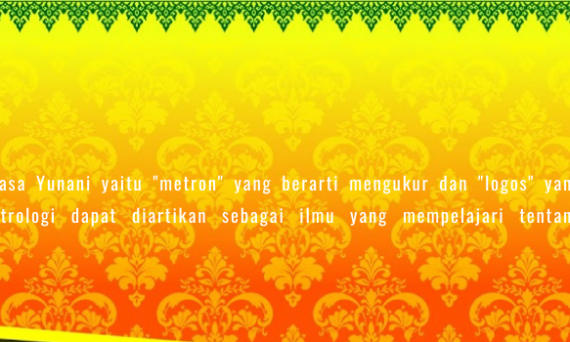 asa Yunani yaitu "metron" yang berarti mengukur dan "logos" yan
trologi dapat diartikan sebagai ilmu yang mempelajari tentan